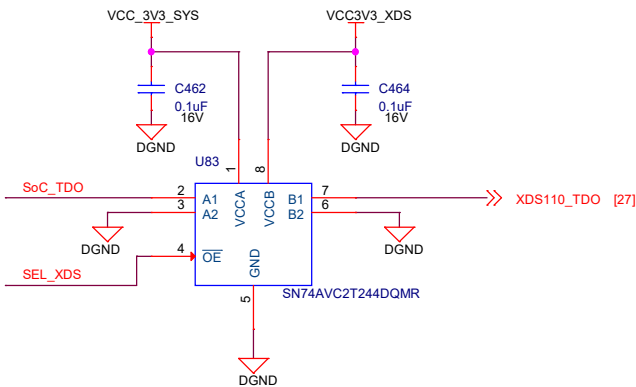 VCC_3V3_SYS
VCC3V3_XDS
C462
0.1uF
16V
DGND
C464
0.1uF
16V
DGND
U83
1
8
VCCA
VCCB
SoC_TDO
2
A1
B1
7
XDS110_TDO [27]
3
A2
B2
6
DGND
DGND
4
OE
SEL_XDS
GND
5
SN74AVC2T244DQMR
DGND